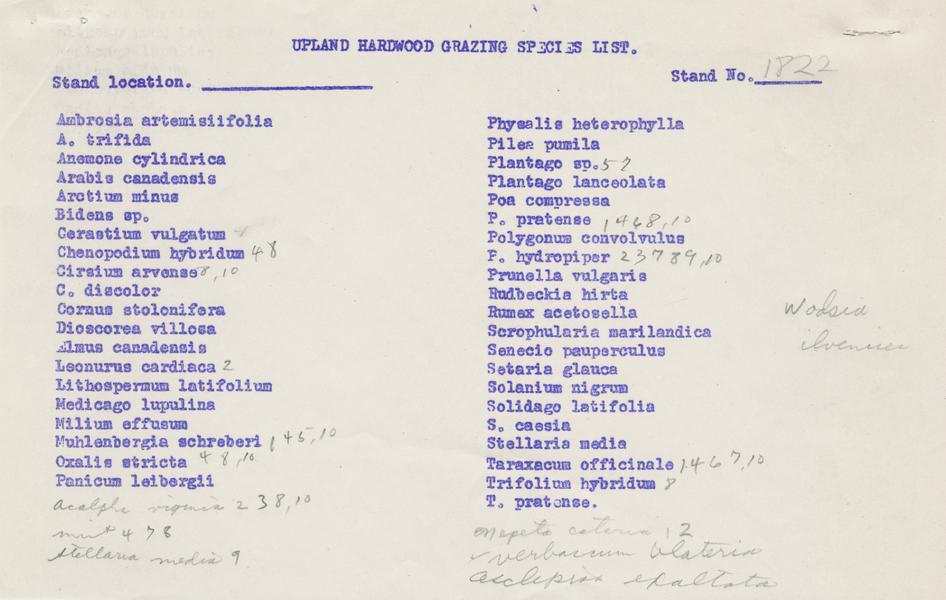 UPLAND HARDWOOD GRAZING SPECIES LIST.
Stand location. ____________
Stand No. 1822
Ambrosia artemisiifolia
A. trifida
Anemone cylindrica
Arabis canadensis
Arctium minus
Bidens sp.
Cerastium vulgatum
Chenopodium hybridum 4 8
Cirsium arvense 8, 10
C. discolor
Cornus stolonifera
Dioscorea villosa
Elmus canadensis
Leonurus cardiaca 2
Lithospermum latifolium
Medicago lupulina
Milium effusum
Muhlenbergia schreberi 1 4 5, 10
Oxalis stricta 4 8, 10
Panicum leibergii
acalpha virginia 2 3 8, 10
mint 4 7 8
Stellaria media 9
Physalis heterophylla
Pilea pumila
Plantago sp. 5 7
Plantago lanceolata
Poa compressa
P. pratense 1 4 6 8, 10
Polygonum convolvulus
P. hydropiper 2 3 7 8 9, 10
Prunella vulgaris
Rudbeckia hirta
Rumex acetosella
Scrophularia marilandica
Senecio pauperculus
Setaria glauca
Solanium nigrum
Solidago latifolia
S. caesia
Stellaria media
Taraxacum officinale 1 4 6 7, 10
Trifolium hybridum 8
T. pratense.
nepeta cataria 1 2
verbascum blateria
asclepias exaltata
Wodsia